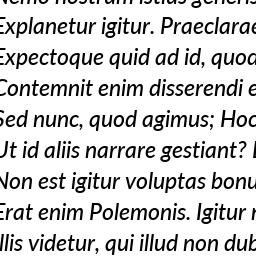 Nemo nostrum istius generis
Explanetur igitur. Praeclarae
Expectoque quid ad id, quod
Contemnit enim disserendi e
Sed nunc, quod agimus; Hoc
Ut id aliis narrare gestiant?
Non est igitur voluptas bonu
Erat enim Polemonis. Igitur
illis videtur, qui illud non dub